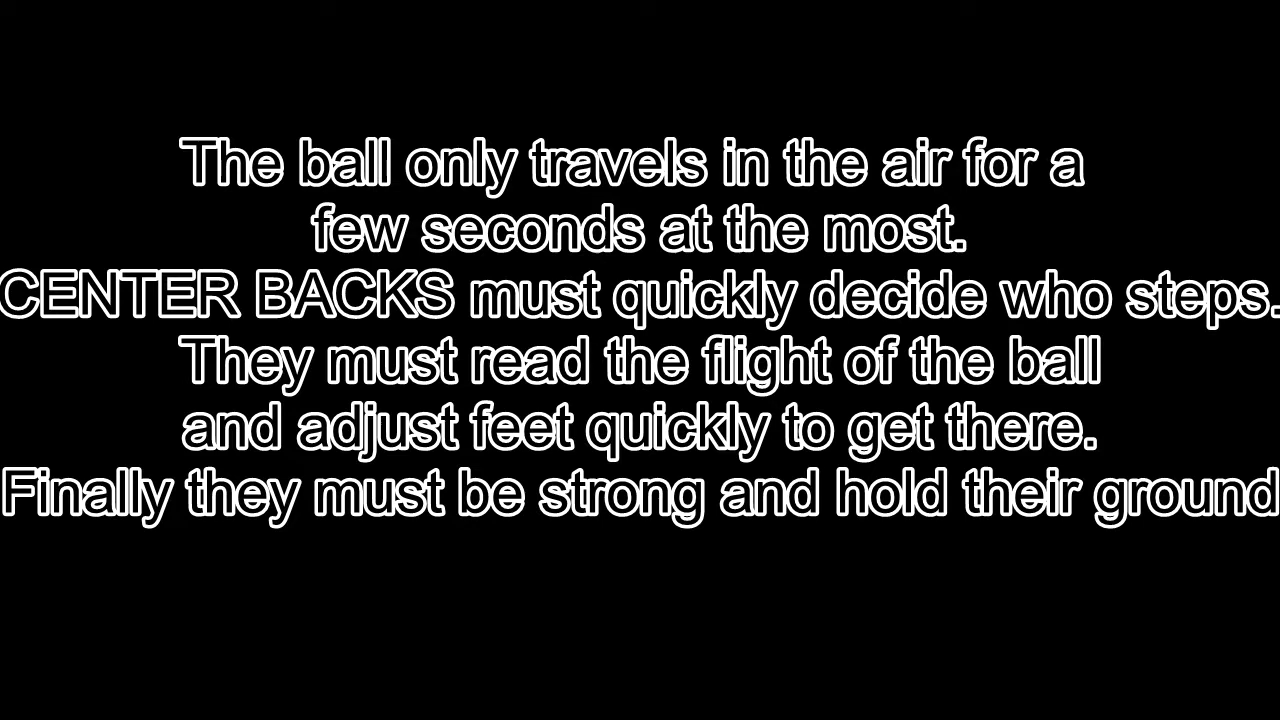 The ball only travels in the air for a
few seconds at the most.
CENTER BACKS must quickly decide who steps.
They must read the flight of the ball
and adjust feet quickly to get there.
Finally they must be strong and hold their ground